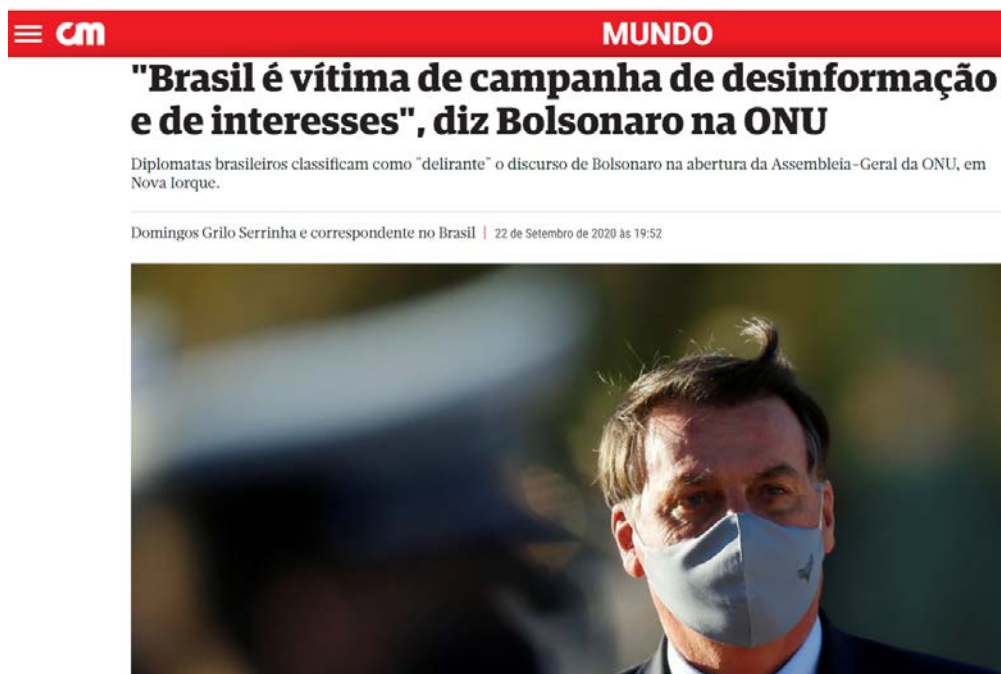 cm MUNDO
"Brasil é vítima de campanha de desinformação
e de interesses", diz Bolsonaro na ONU
Diplomatas brasileiros classificam como "delirante" o discurso de Bolsonaro na abertura da Assembleia-Geral da ONU, em
Nova Iorque.
Domingos Grilo Serrinha e correspondente no Brasil | 22 de Setembro de 2020 às 19:52